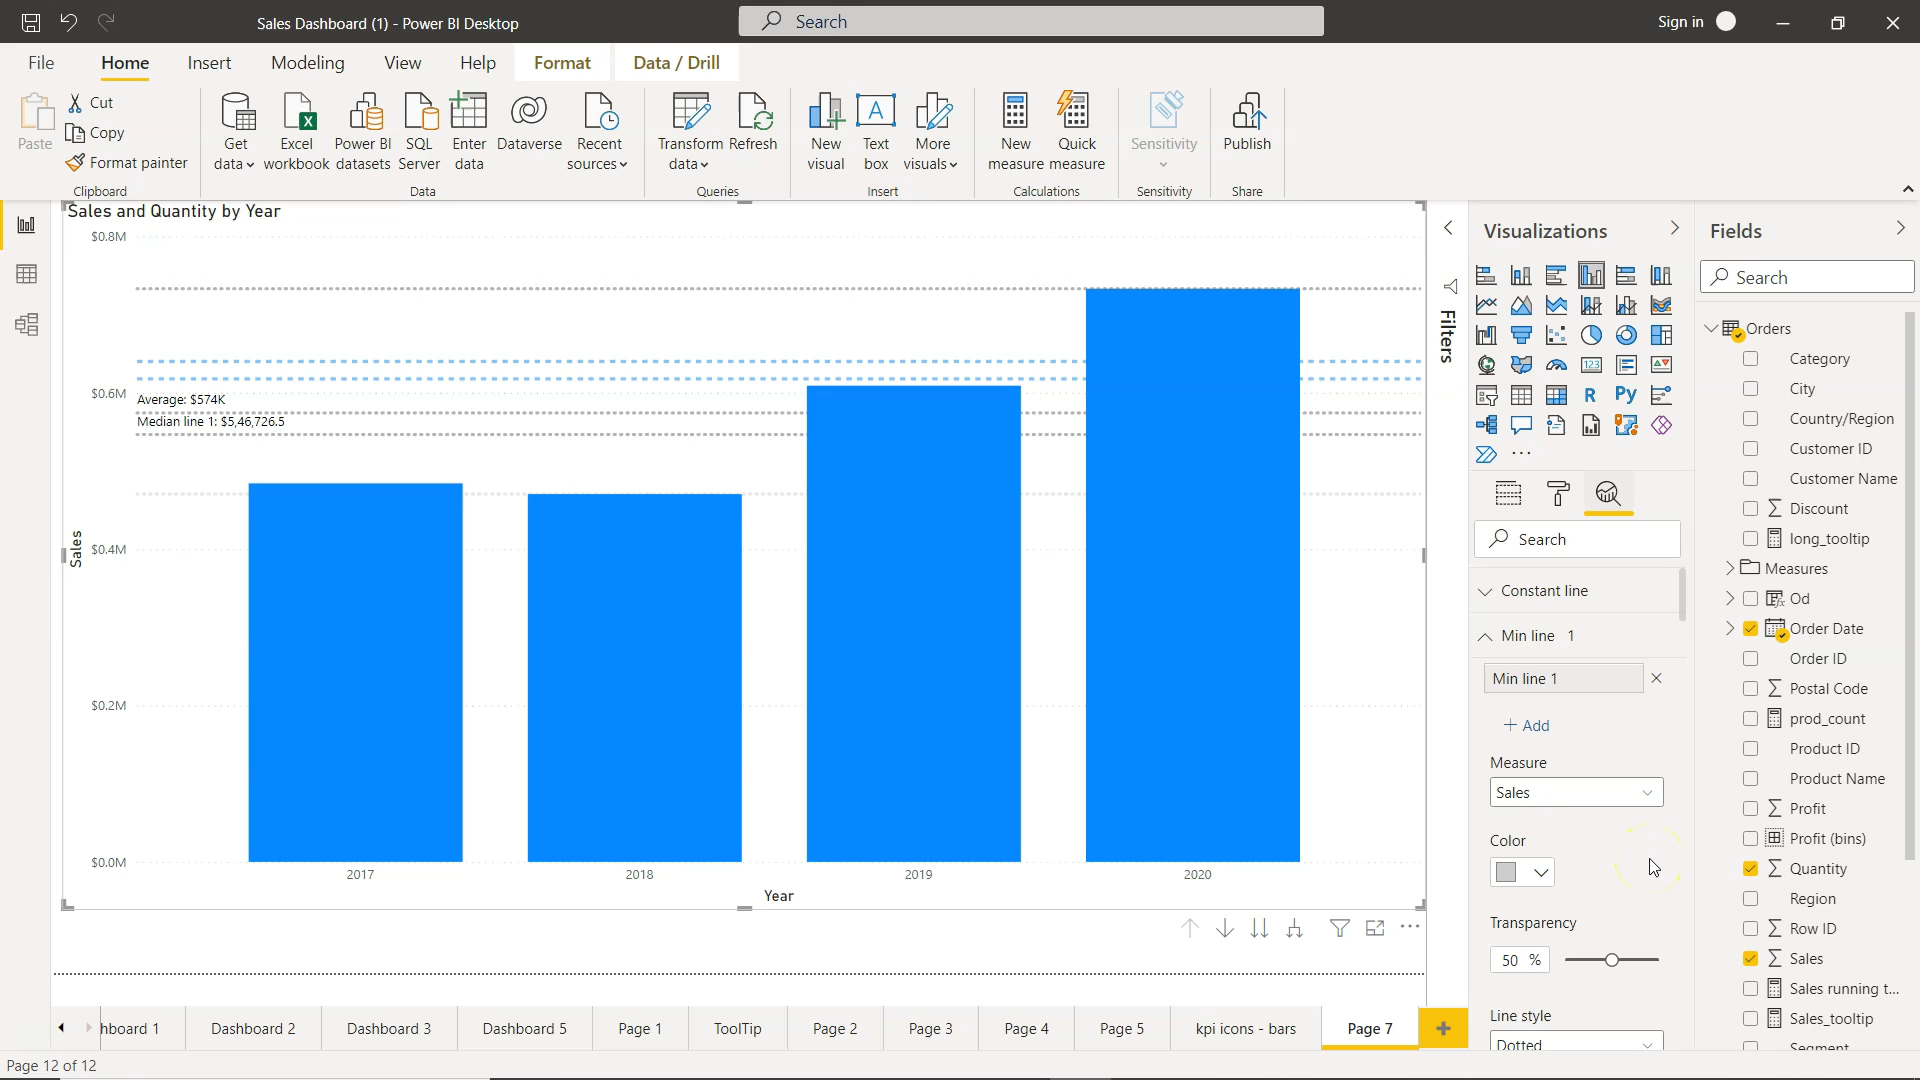 Sales Dashboard (1) - Power BI Desktop
Search
Sign in
File
Home
Insert
Modeling
View
Help
Format
Data / Drill
Paste
Cut
Copy
Format painter
Clipboard
Get
data
Excel
workbook
Power BI
datasets
SQL
Server
Enter
data
Dataverse
Recent
sources
Data
Transform
data
Refresh
Queries
New
visual
A
Text
box
More
visuals
Insert
New
measure
Quick
measure
Calculations
Sensitivity
Sensitivity
Publish
Share
Sales and Quantity by Year
$0.8M
$0.6M
$0.4M
$0.2M
$0.0M
Average: $574K
Median line 1: $5,46,726.5
Sales
2017
2018
2019
2020
Year
Filters
Visualizations
123
R
Py
Search
Constant line
Min line 1
Min line 1
Add
Measure
Sales
Color
Transparency
50 %
Line style
Dotted
Fields
Search
Orders
Category
City
Country/Region
Customer ID
Customer Name
Discount
long_tooltip
Measures
Od
Order Date
Order ID
Postal Code
prod_count
Product ID
Product Name
Profit
Profit (bins)
Quantity
Region
Row ID
Sales
Sales running t...
Sales_tooltip
Segment
hboard 1
Dashboard 2
Dashboard 3
Dashboard 5
Page 1
ToolTip
Page 2
Page 3
Page 4
Page 5
kpi icons - bars
Page 7
Page 12 of 12